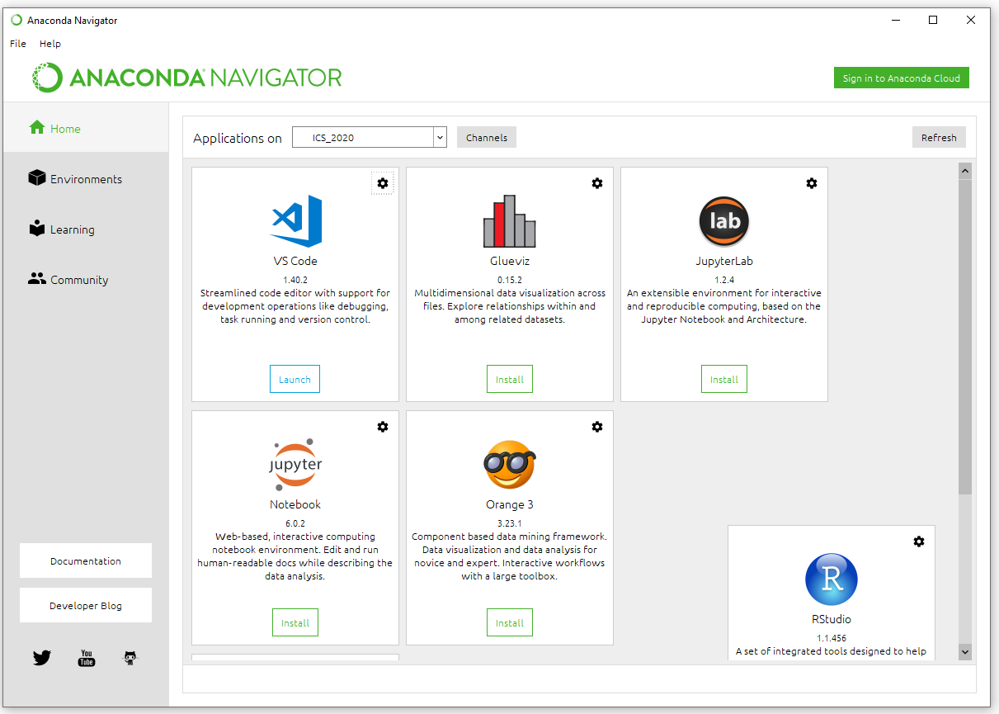 Anaconda Navigator
File Help
ANACONDA NAVIGATOR
Sign in to Anaconda Cloud
Home
Environments
Learning
Community
Documentation
Developer Blog
You
Tube
Applications on ICS_2020 Channels Refresh
VS Code
1.40.2
Streamlined code editor with support for
development operations like debugging,
task running and version control.
Launch
Glueviz
0.15.2
Multidimensional data visualization across
files. Explore relationships within and
among related datasets.
Install
lab
JupyterLab
1.2.4
An extensible environment for interactive
and reproducible computing, based on the
Jupyter Notebook and Architecture.
Install
jupyter
Notebook
6.0.2
Web-based, interactive computing
notebook environment. Edit and run
human-readable docs while describing the
data analysis.
Install
Orange 3
3.23.1
Component based data mining framework.
Data visualization and data analysis for
novice and expert. Interactive workflows
with a large toolbox.
Install
R
RStudio
1.1.456
A set of integrated tools designed to help